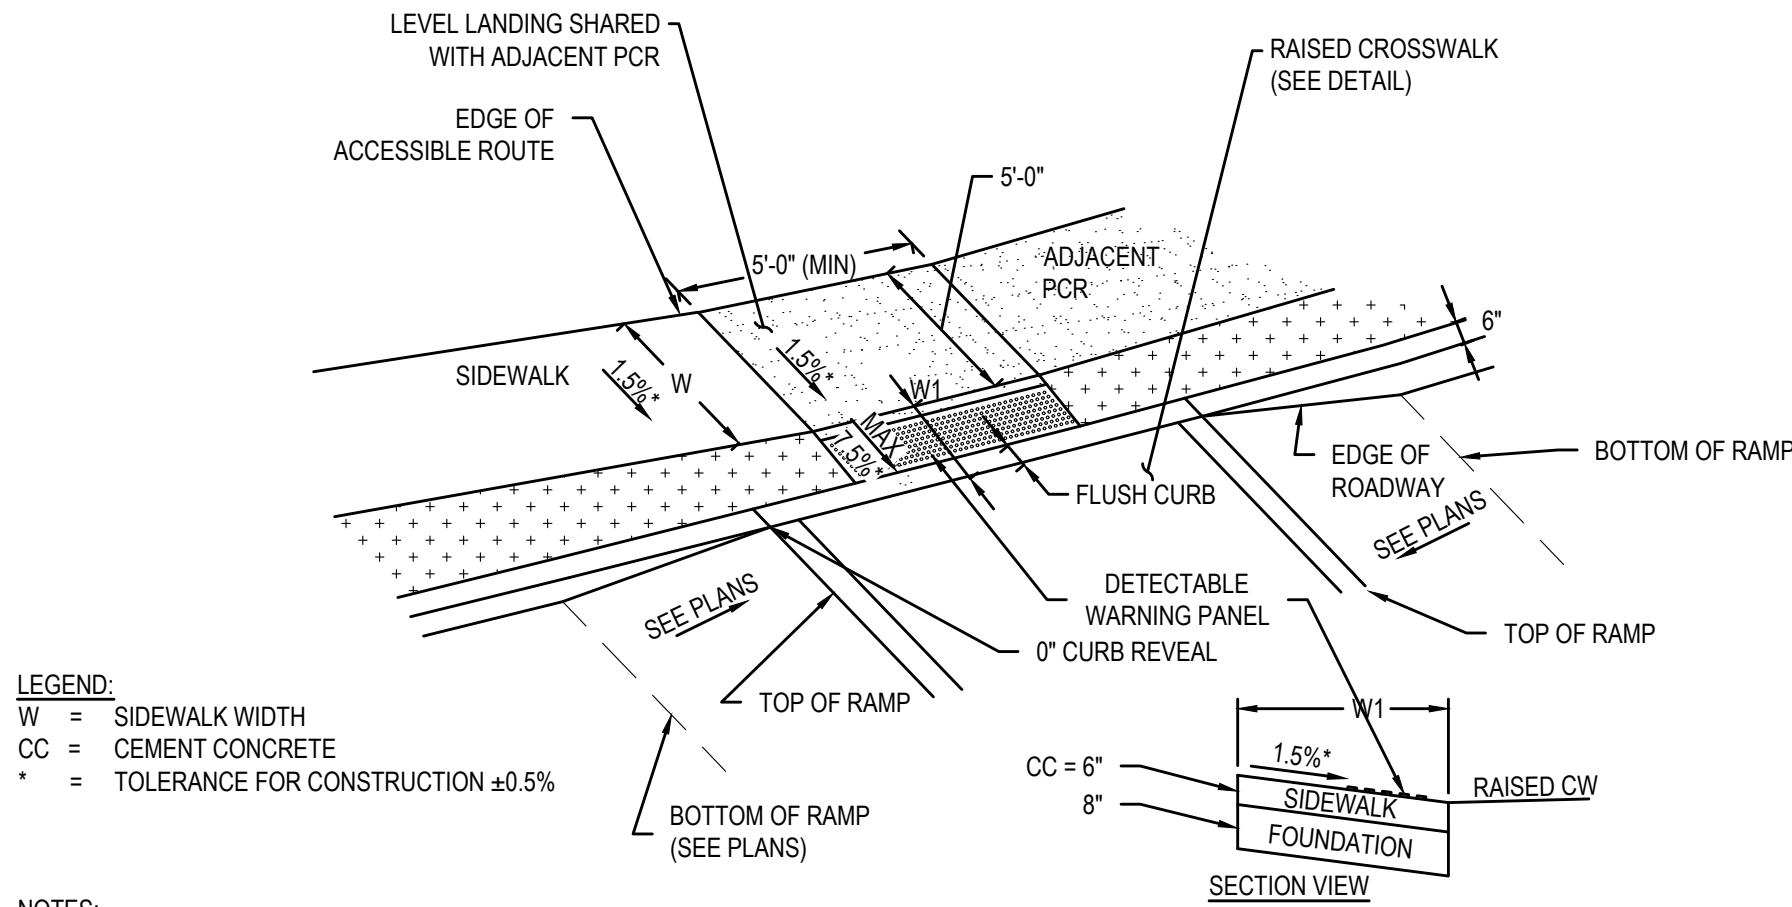 LEVEL LANDING SHARED
WITH ADJACENT PCR
RAISED CROSSWALK
(SEE DETAIL)
EDGE OF
ACCESSIBLE ROUTE
5'-0"
5'-0" (MIN)
ADJACENT
PCR
6"
SIDEWALK
1.5%*
W
1.5%*
W1
MAX
7.5%*
EDGE OF
ROADWAY
BOTTOM OF RAMP
FLUSH CURB
SEE PLANS
SEE PLANS
DETECTABLE
WARNING PANEL
TOP OF RAMP
0" CURB REVEAL
TOP OF RAMP
LEGEND:
W = SIDEWALK WIDTH
CC = CEMENT CONCRETE
* = TOLERANCE FOR CONSTRUCTION ±0.5%
BOTTOM OF RAMP
(SEE PLANS)
W1
1.5%*
CC = 6"
8"
SIDEWALK
FOUNDATION
RAISED CW
SECTION VIEW
NOTES: